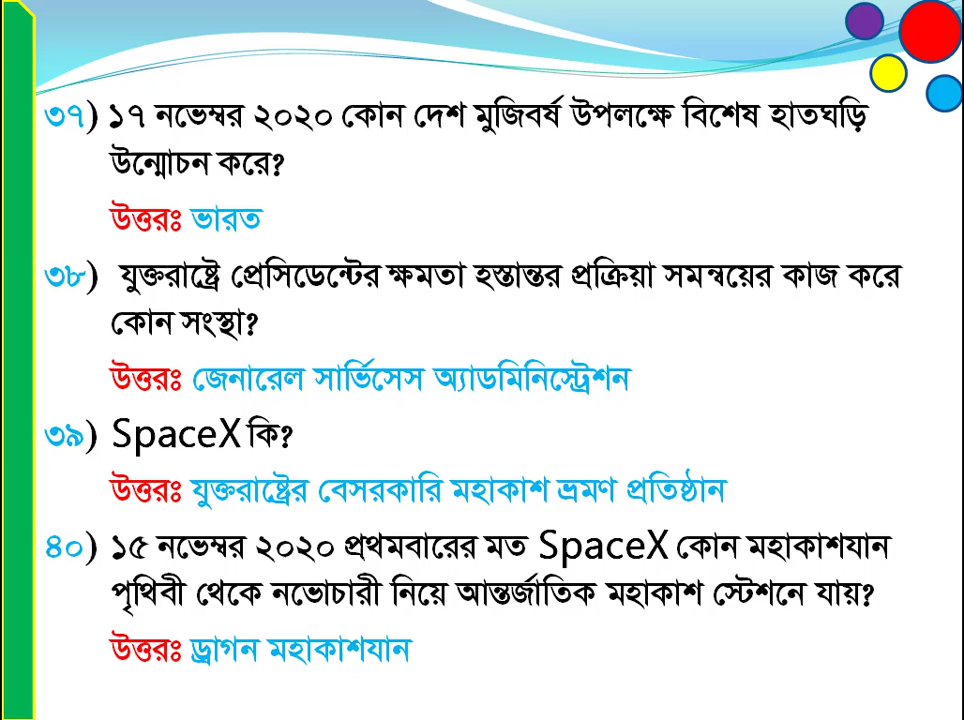 ৩৭) ১৭ নভেম্বর ২০২০ কোন দেশ মুজিবর্ষ উপলক্ষে বিশেষ হাতঘড়ি
উন্মোচন করে?
উত্তরঃ ভারত
৩৮) যুক্তরাষ্ট্রে প্রেসিডেন্টের ক্ষমতা হস্তান্তর প্রক্রিয়া সমন্বয়ের কাজ করে
কোন সংস্থা?
উত্তরঃ জেনারেল সার্ভিসেস অ্যাডমিনিস্ট্রেশন
৩৯) SpaceX কি?
উত্তরঃ যুক্তরাষ্ট্রের বেসরকারি মহাকাশ ভ্রমণ প্রতিষ্ঠান
৪০) ১৫ নভেম্বর ২০২০ প্রথমবারের মত SpaceX কোন মহাকাশযান
পৃথিবী থেকে নভোচারী নিয়ে আন্তর্জাতিক মহাকাশ স্টেশনে যায়?
উত্তরঃ ড্রাগন মহাকাশযান